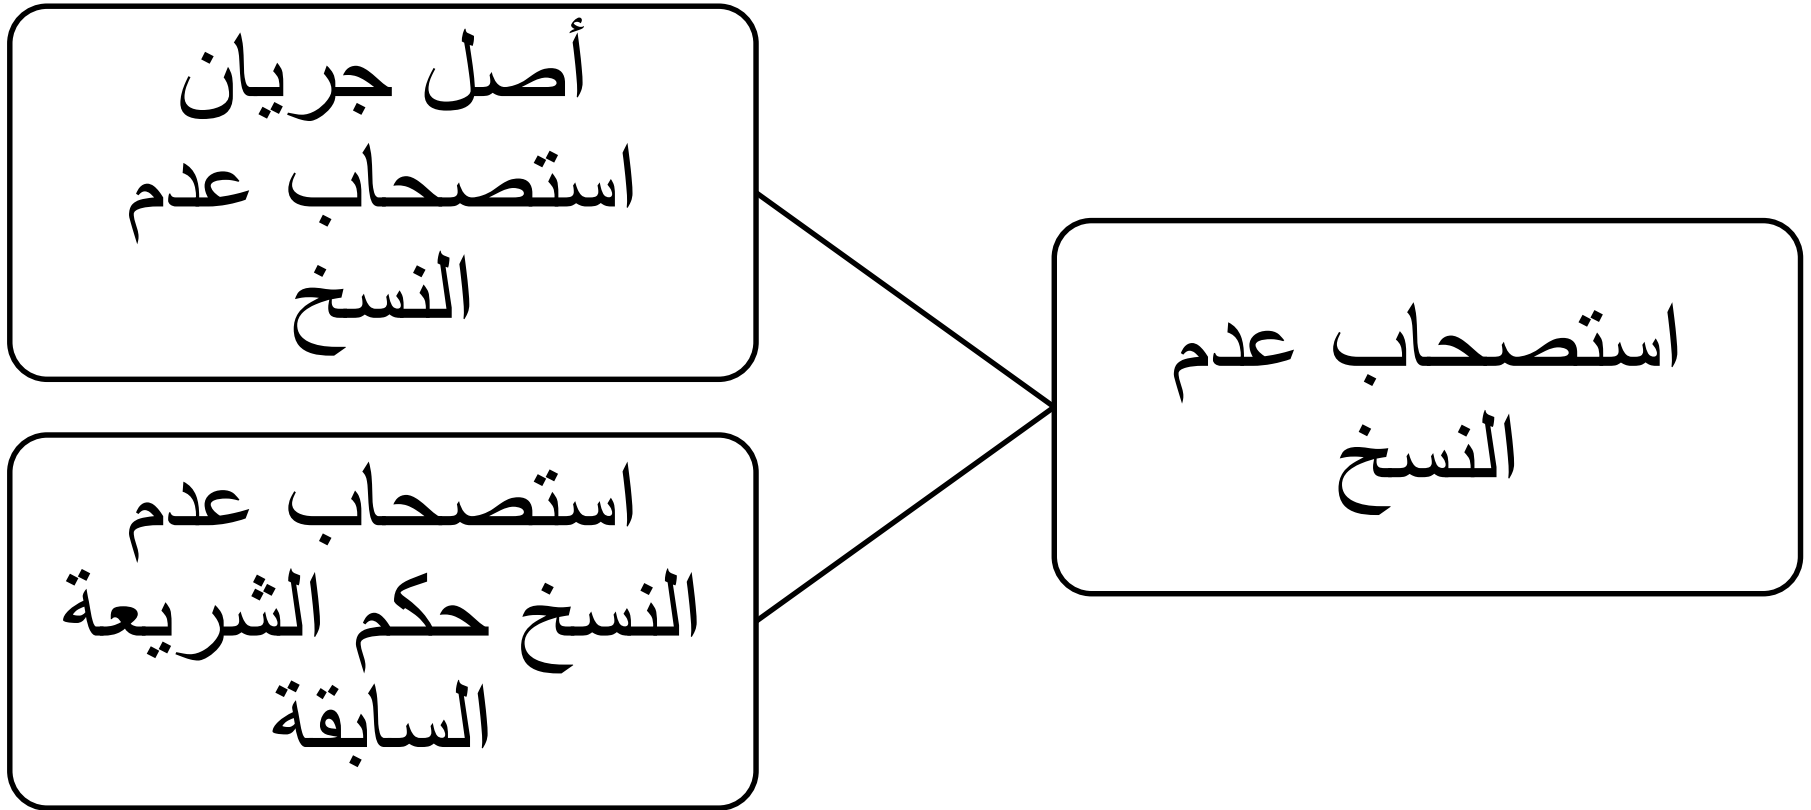 استصحاب عدم
النسخ
أصل جريان
استصحاب عدم
النسخ
استصحاب عدم
النسخ حكم الشريعة
السابقة